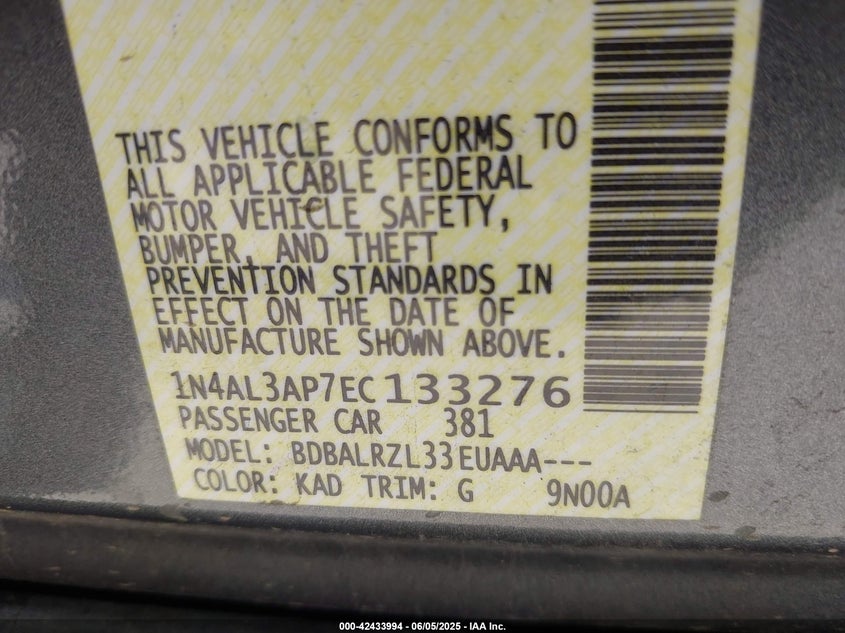 THIS VEHICLE CONFORMS TO
ALL APPLICABLE FEDERAL
MOTOR VEHICLE SAFETY,
BUMPER, AND THEFT
PREVENTION STANDARDS IN
EFFECT ON THE DATE OF
MANUFACTURE SHOWN ABOVE.
1N4AL3AP7EC133276
PASSENGER CAR 381
MODEL: BDBALRZL33EUAAA---
COLOR: KAD TRIM: G 9N00A
000-42433994 - 06/05/2025 - IAA Inc.